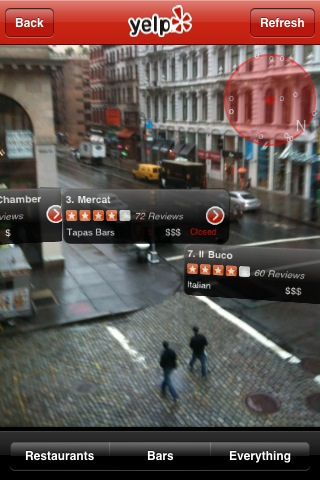 Back
yelp
Refresh
N
Chamber
views
$
3. Mercat
72 Reviews
Tapas Bars $$$ Closed
7. Il Buco
60 Reviews
Italian $$$
Restaurants Bars Everything